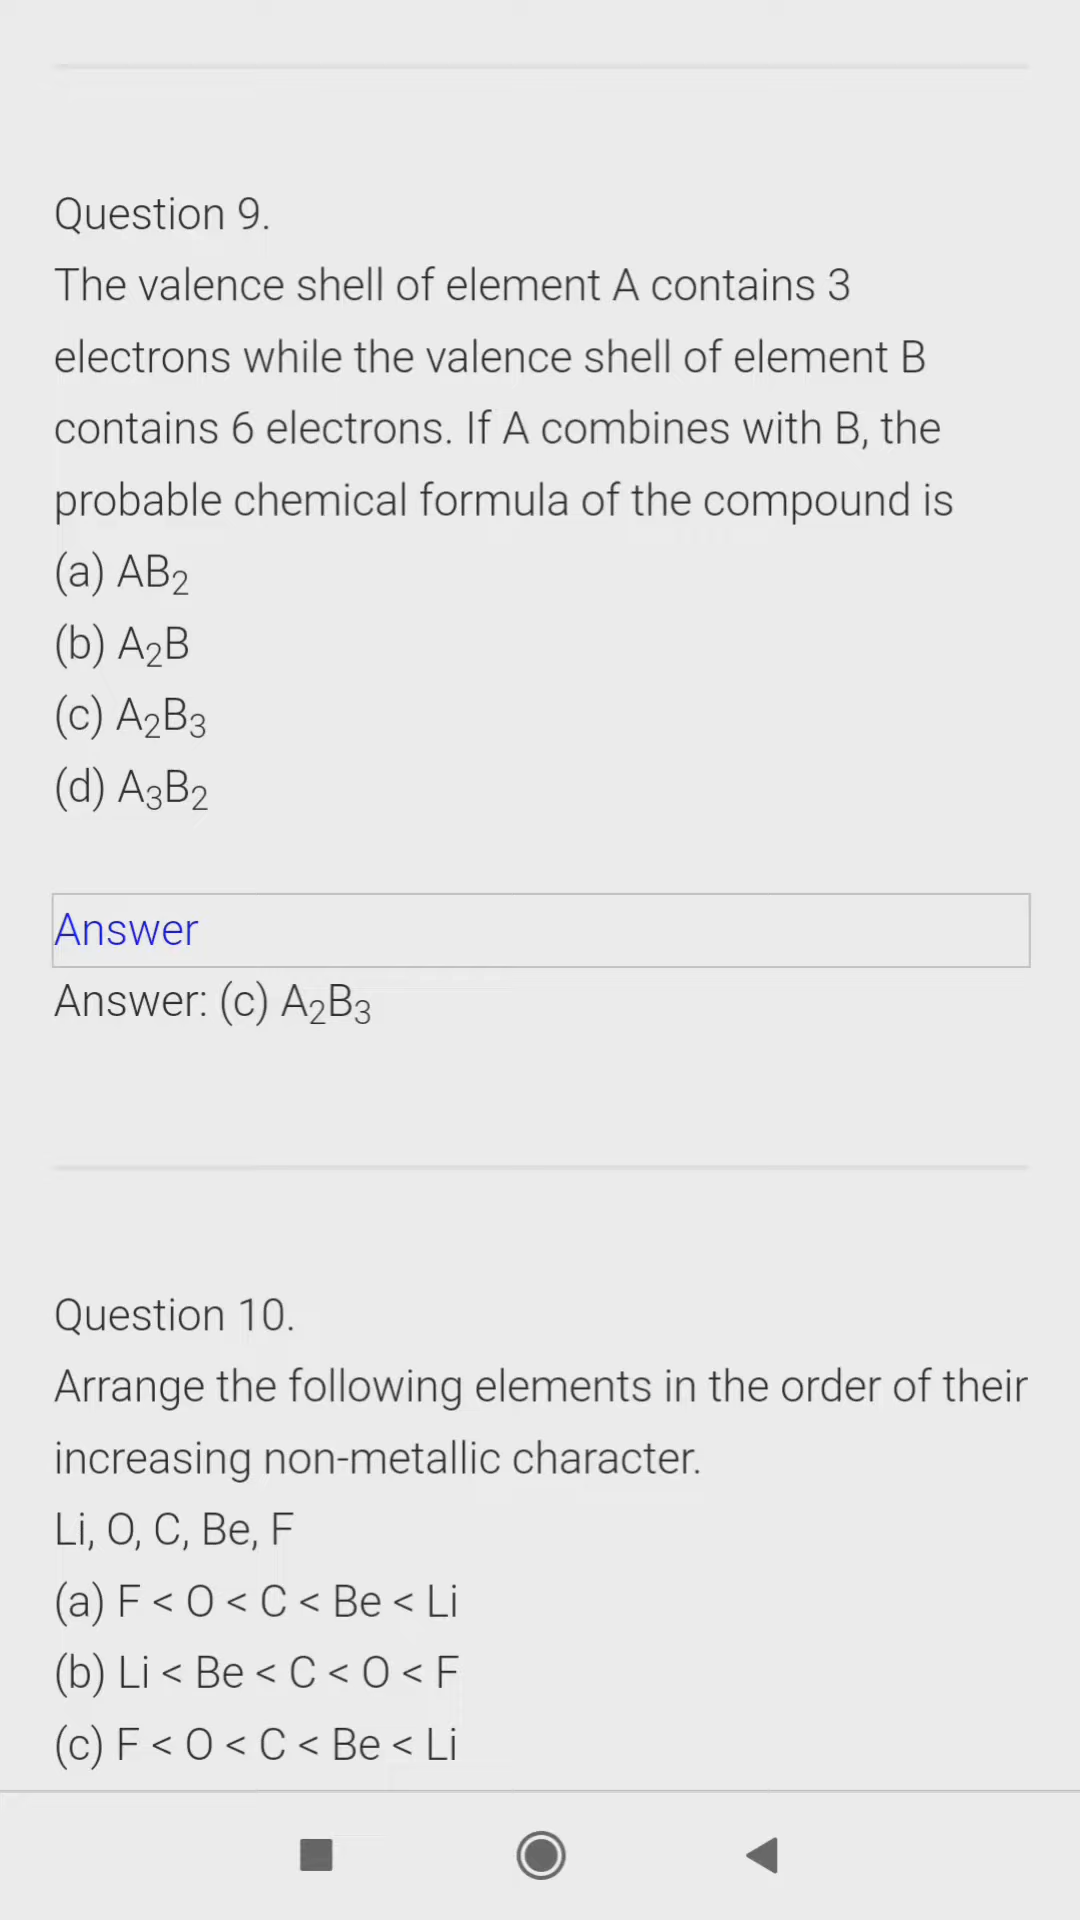 Question 9.
The valence shell of element A contains 3
electrons while the valence shell of element B
contains 6 electrons. If A combines with B, the
probable chemical formula of the compound is
(a) AB₂
(b) A₂B
(c) A₂B₃
(d) A₃B₂
Answer
Answer: (c) A₂B₃
Question 10.
Arrange the following elements in the order of their
increasing non-metallic character.
Li, O, C, Be, F
(a) F < O < C < Be < Li
(b) Li < Be < C < O < F
(c) F < O < C < Be < Li